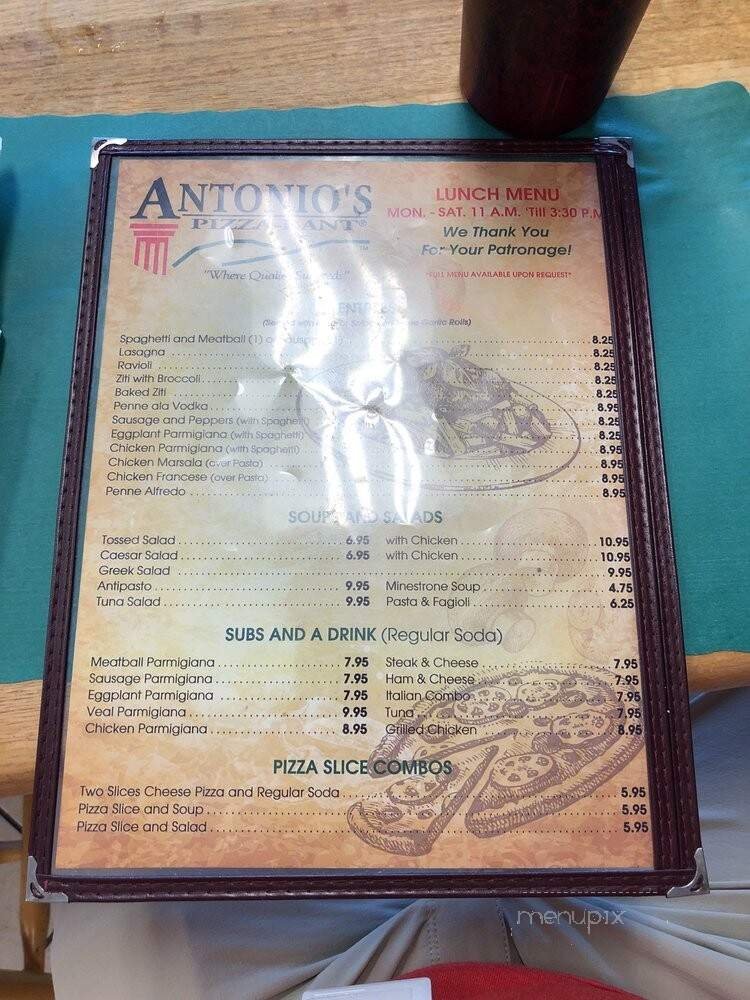 ANTONIO'S
LUNCH MENU
MON. - SAT. 11 A.M. 'Till 3:30 P.M
We Thank You
For Your Patronage!
*FULL MENU AVAILABLE UPON REQUEST*
"Where
Garlic Rolls)
Spaghetti and Meatball (1) 8.25
Lasagna 8.25
Ravioli 8.25
Ziti with Broccoli 8.25
Baked Ziti 8.25
Penne ala Vodka 8.95
Sausage and Peppers (with Spaghetti 8.25
Eggplant Parmigiana (with Spaghetti) 8.25
Chicken Parmigiana (with Spaghetti) 8.95
Chicken Marsala (over Pasta) 8.95
Chicken Francese (over Pasta) 8.95
Penne Alfredo 8.95
SOUPS AND SALADS
Tossed Salad 6.95 with Chicken 10.95
Caesar Salad 6.95 with Chicken 10.95
Greek Salad 9.95
Antipasto 9.95 Minestrone Soup 4.75
Tuna Salad 9.95 Pasta & Fagioli 6.25
SUBS AND A DRINK (Regular Soda)
Meatball Parmigiana 7.95 Steak & Cheese 7.95
Sausage Parmigiana 7.95 Ham & Cheese 7.95
Eggplant Parmigiana 7.95 Italian Combo 7.95
Veal Parmigiana 9.95 Tuna 7.95
Chicken Parmigiana 8.95 Grilled Chicken 8.95
PIZZA SLICE COMBOS
Two Slices Cheese Pizza and Regular Soda 5.95
Pizza Slice and Soup 5.95
Pizza Slice and Salad 5.95
menupix